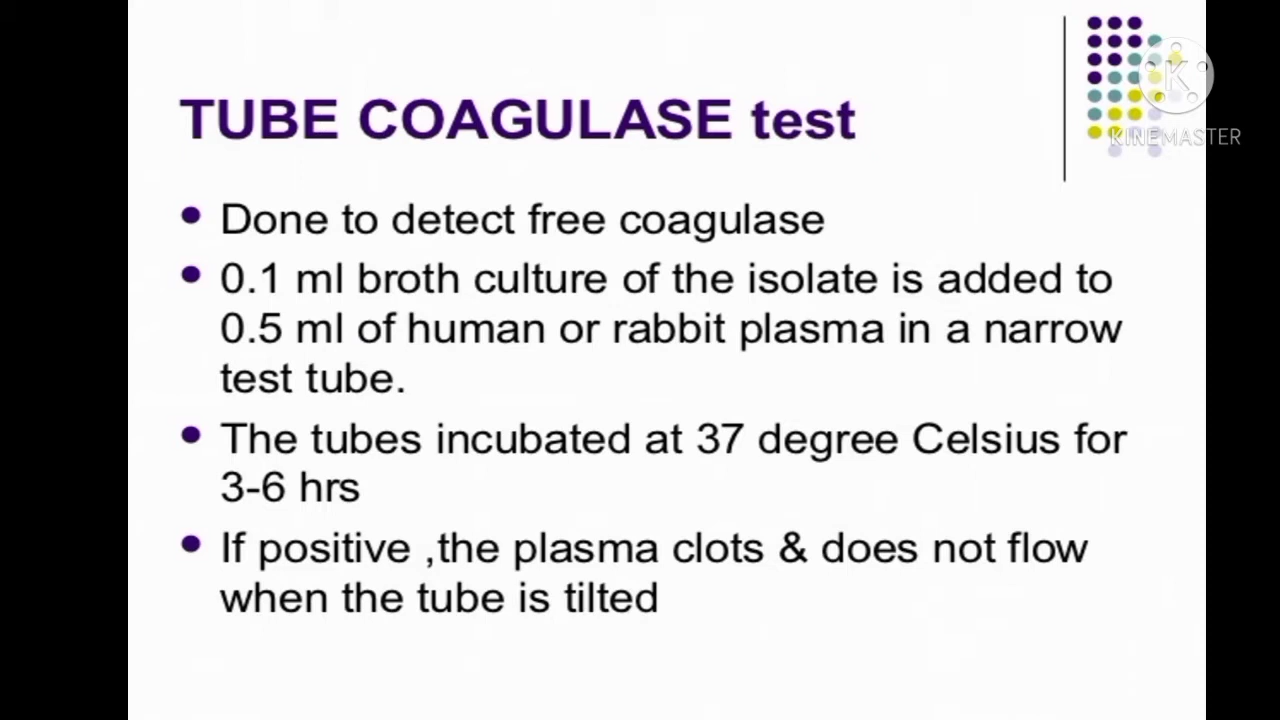 TUBE COAGULASE test
Done to detect free coagulase
0.1 ml broth culture of the isolate is added to
0.5 ml of human or rabbit plasma in a narrow
test tube.
The tubes incubated at 37 degree Celsius for
3-6 hrs
If positive ,the plasma clots & does not flow
when the tube is tilted
K
KINEMASTER